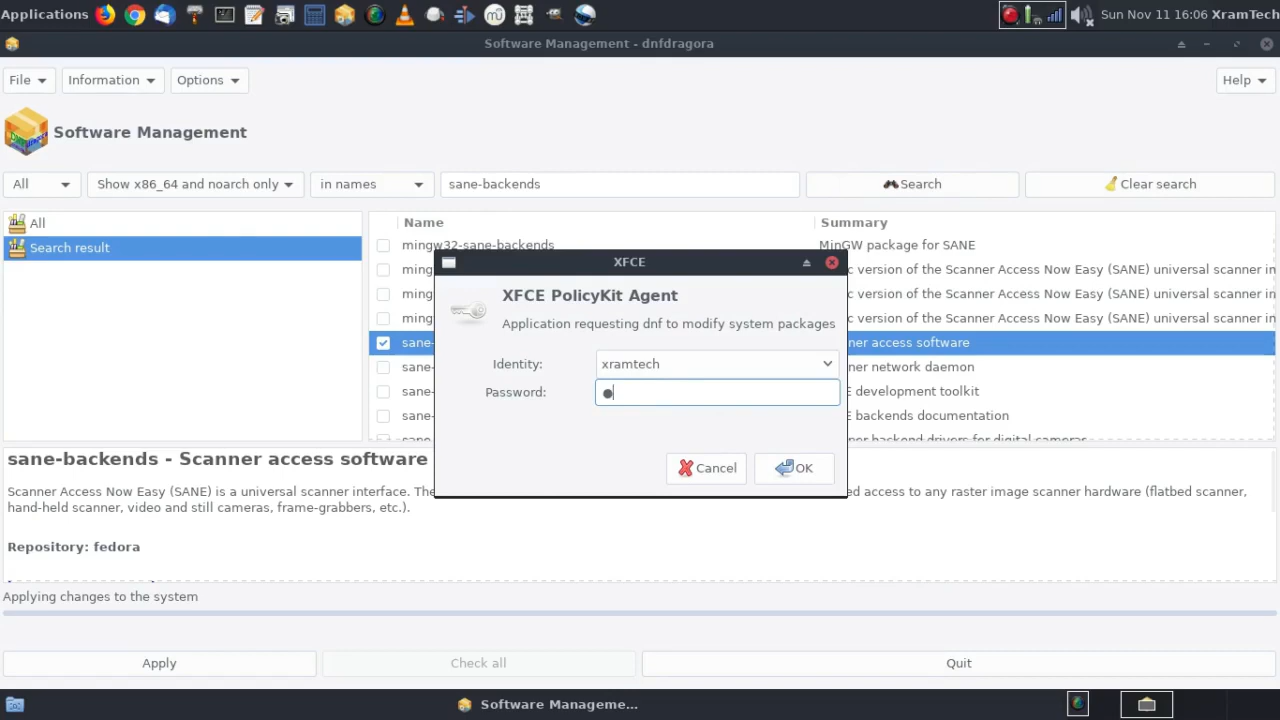 Applications
Sun Nov 11 16:06 XramTech
Software Management - dnfdragora
File
Information
Options
Help
Software Management
All
Show x86_64 and noarch only
in names
sane-backends
Search
Clear search
All
Search result
Name
Summary
mingw32-sane-backends
MinGW package for SANE
version of the Scanner Access Now Easy (SANE) universal scanner in
version of the Scanner Access Now Easy (SANE) universal scanner in
version of the Scanner Access Now Easy (SANE) universal scanner in
sane-
access software
sane-
network daemon
sane-
development toolkit
sane-
backends documentation
XFCE
XFCE PolicyKit Agent
Application requesting dnf to modify system packages
Identity:
xramtech
Password:
Cancel
OK
sane-backends - Scanner access software
Scanner Access Now Easy (SANE) is a universal scanner interface. The
access to any raster image scanner hardware (flatbed scanner,
hand-held scanner, video and still cameras, frame-grabbers, etc.).
Repository: fedora
Applying changes to the system
Apply
Check all
Quit
Software Manageme...